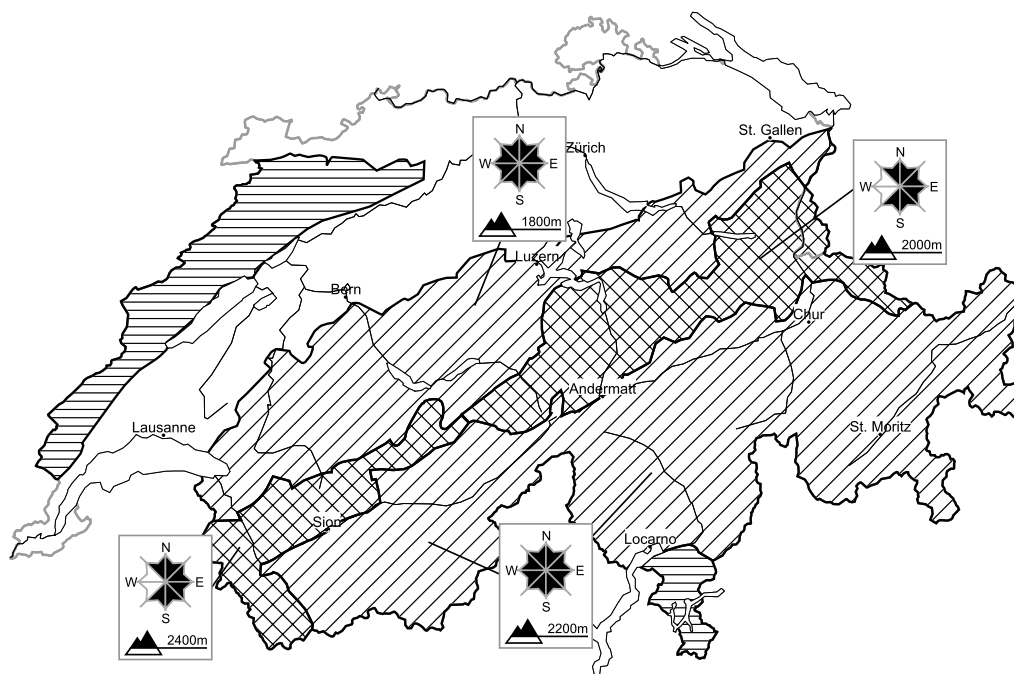 St. Gallen
N
Zürich
W E
S
1800m
N
W E
S
2000m
Luzern
Bern
Chur
Andermatt
Lausanne
St. Moritz
Sion
Locarno
N
W E
S
2400m
N
W E
S
2200m